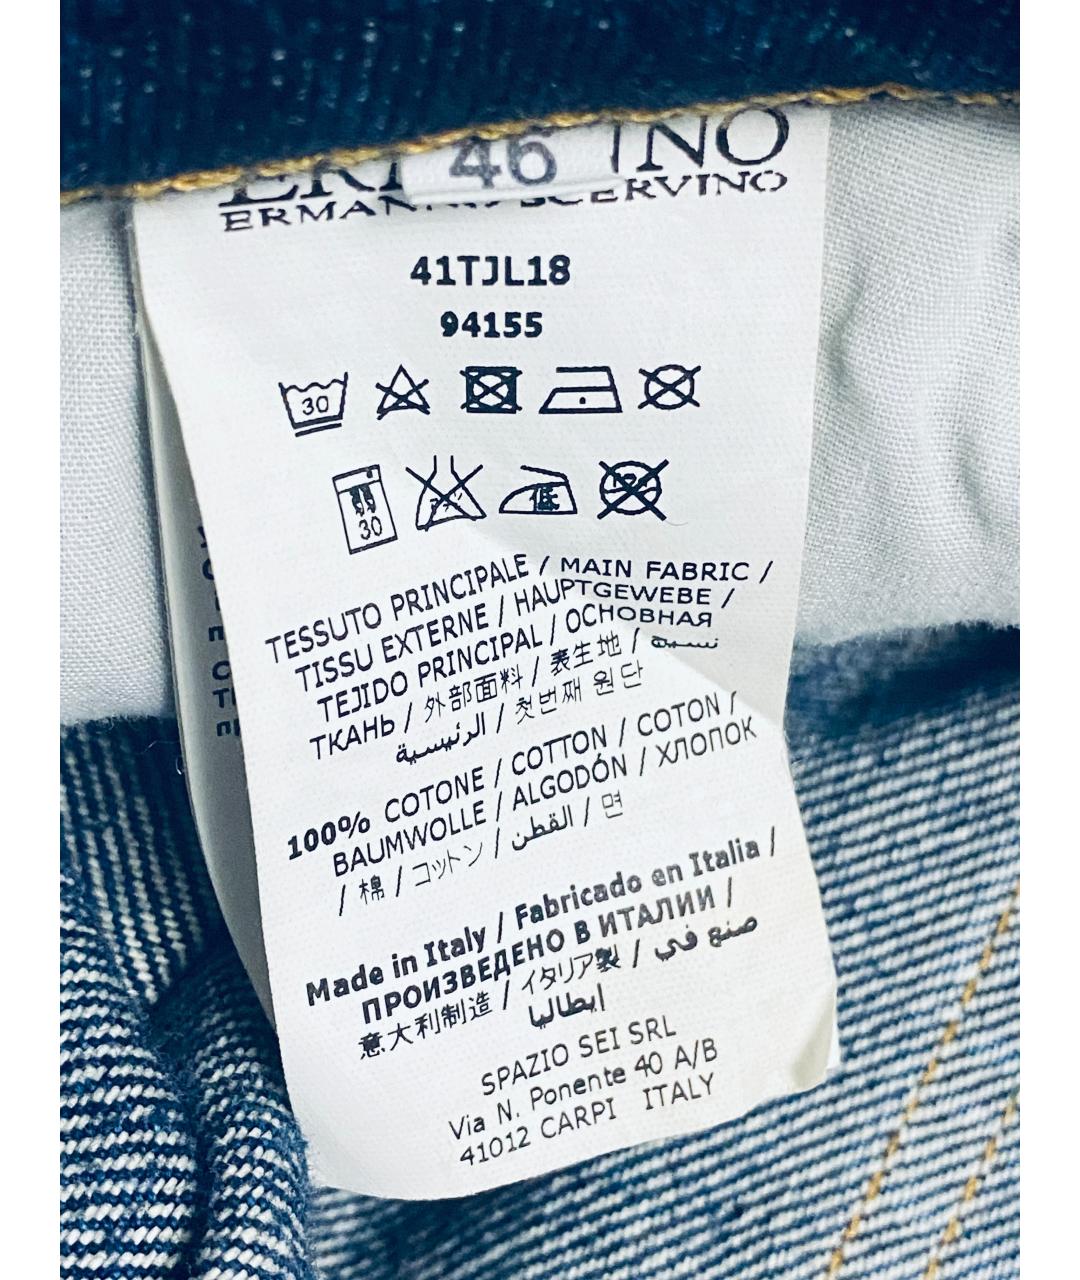 46
ERMANNO SCERVINO
41TJL18
94155
30
30
低
TESSUTO PRINCIPALE / MAIN FABRIC /
TISSU EXTERNE / HAUPTGEWEBE /
TEJIDO PRINCIPAL / ОСНОВНАЯ
ТКАНЬ / 外部面料 / 表生地 / نسيج
الرئيسية / 첫번째 원단
100% COTONE / COTTON / COTON /
BAUMWOLLE / ALGODÓN / ХЛОПОК
/ 棉 / コットン / القطن / 면
Made in Italy / Fabricado en Italia /
ПРОИЗВЕДЕНО В ИТАЛИИ /
意大利制造 / イタリア製 / صنع في
إيطاليا
SPAZIO SEI SRL
Via N. Ponente 40 A/B
41012 CARPI ITALY